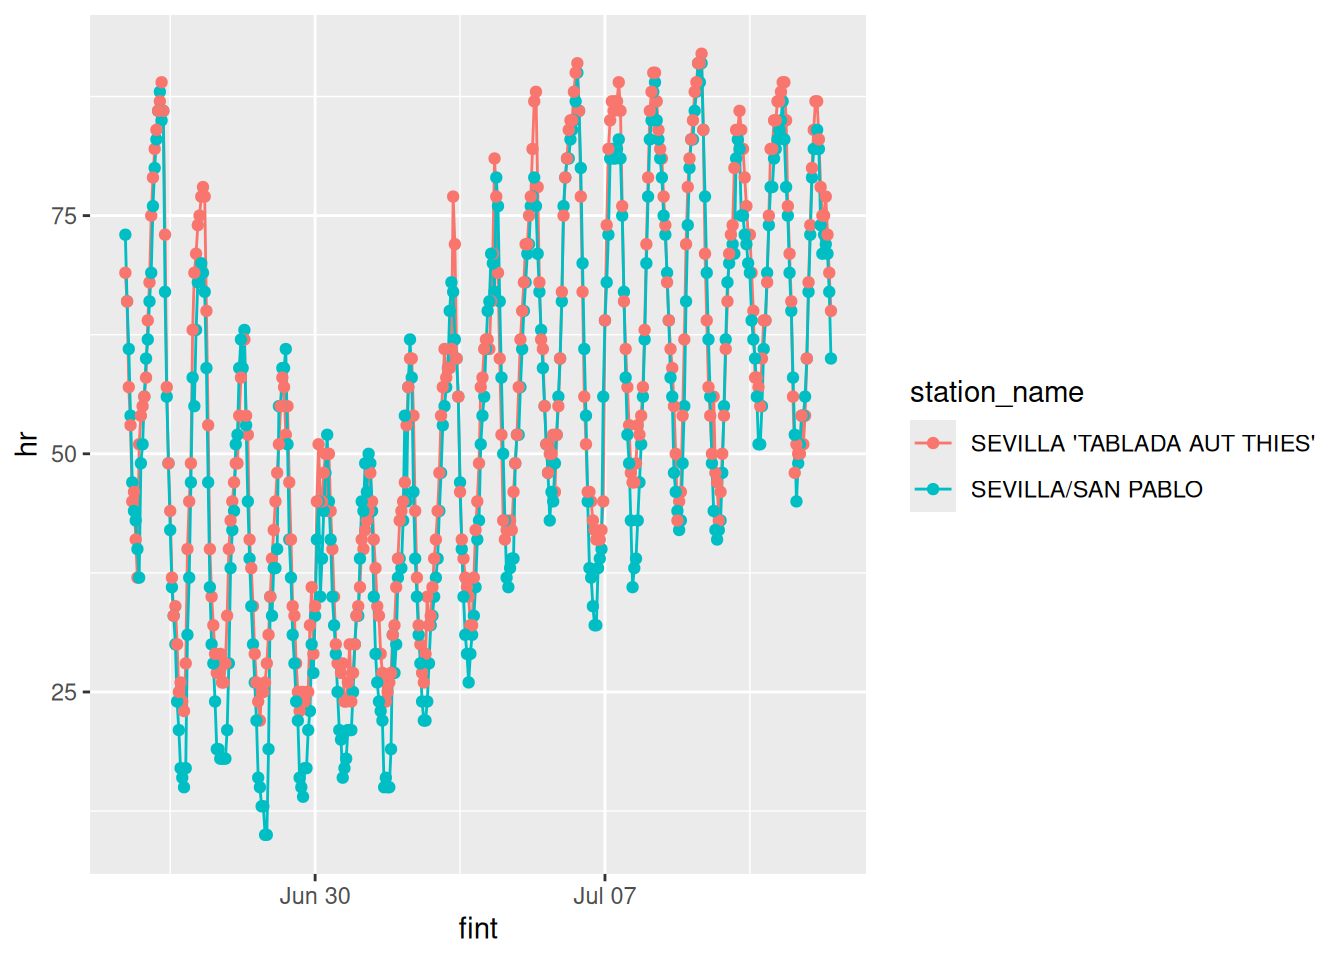 75
50
25
hr
Jun 30
Jul 07
fint
station_name
SEVILLA 'TABLADA AUT THIES'
SEVILLA/SAN PABLO